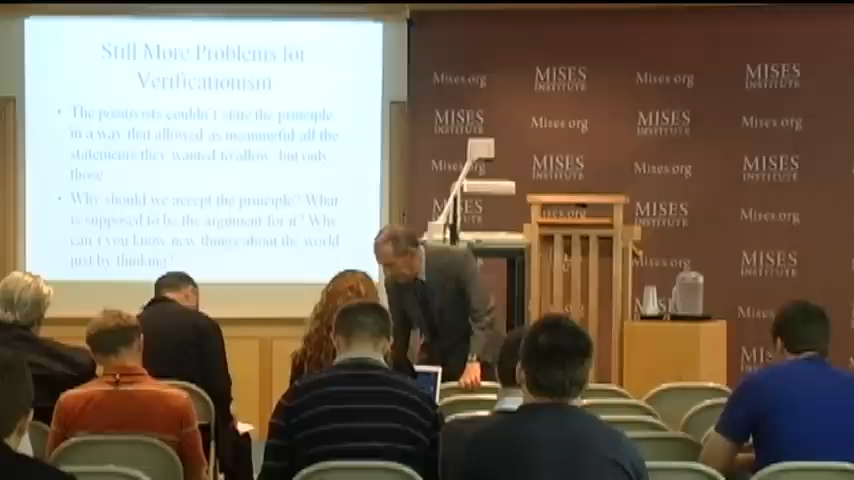 Still More Problems for
Verificationism
• The positivists couldn't state the principle
in a way that allowed as meaningful all the
statements they wanted to allow, but only
those.
• Why should we accept the principle? What
is supposed to be the argument for it? Why
can't you know new things about the world
just by thinking?
Mises.org
MISES
INSTITUTE
Mises.org
MISES
INSTITUTE
MISES
INSTITUTE
Mises.org
MISES
INSTITUTE
Mises.org
Mises.org
MISES
INSTITUTE
Mises.org
MISES
INSTITUTE
MISES
INSTITUTE
MISES
INSTITUTE
Mises.org
Mises.org
MISES
INSTITUTE
Mises.org
MISES